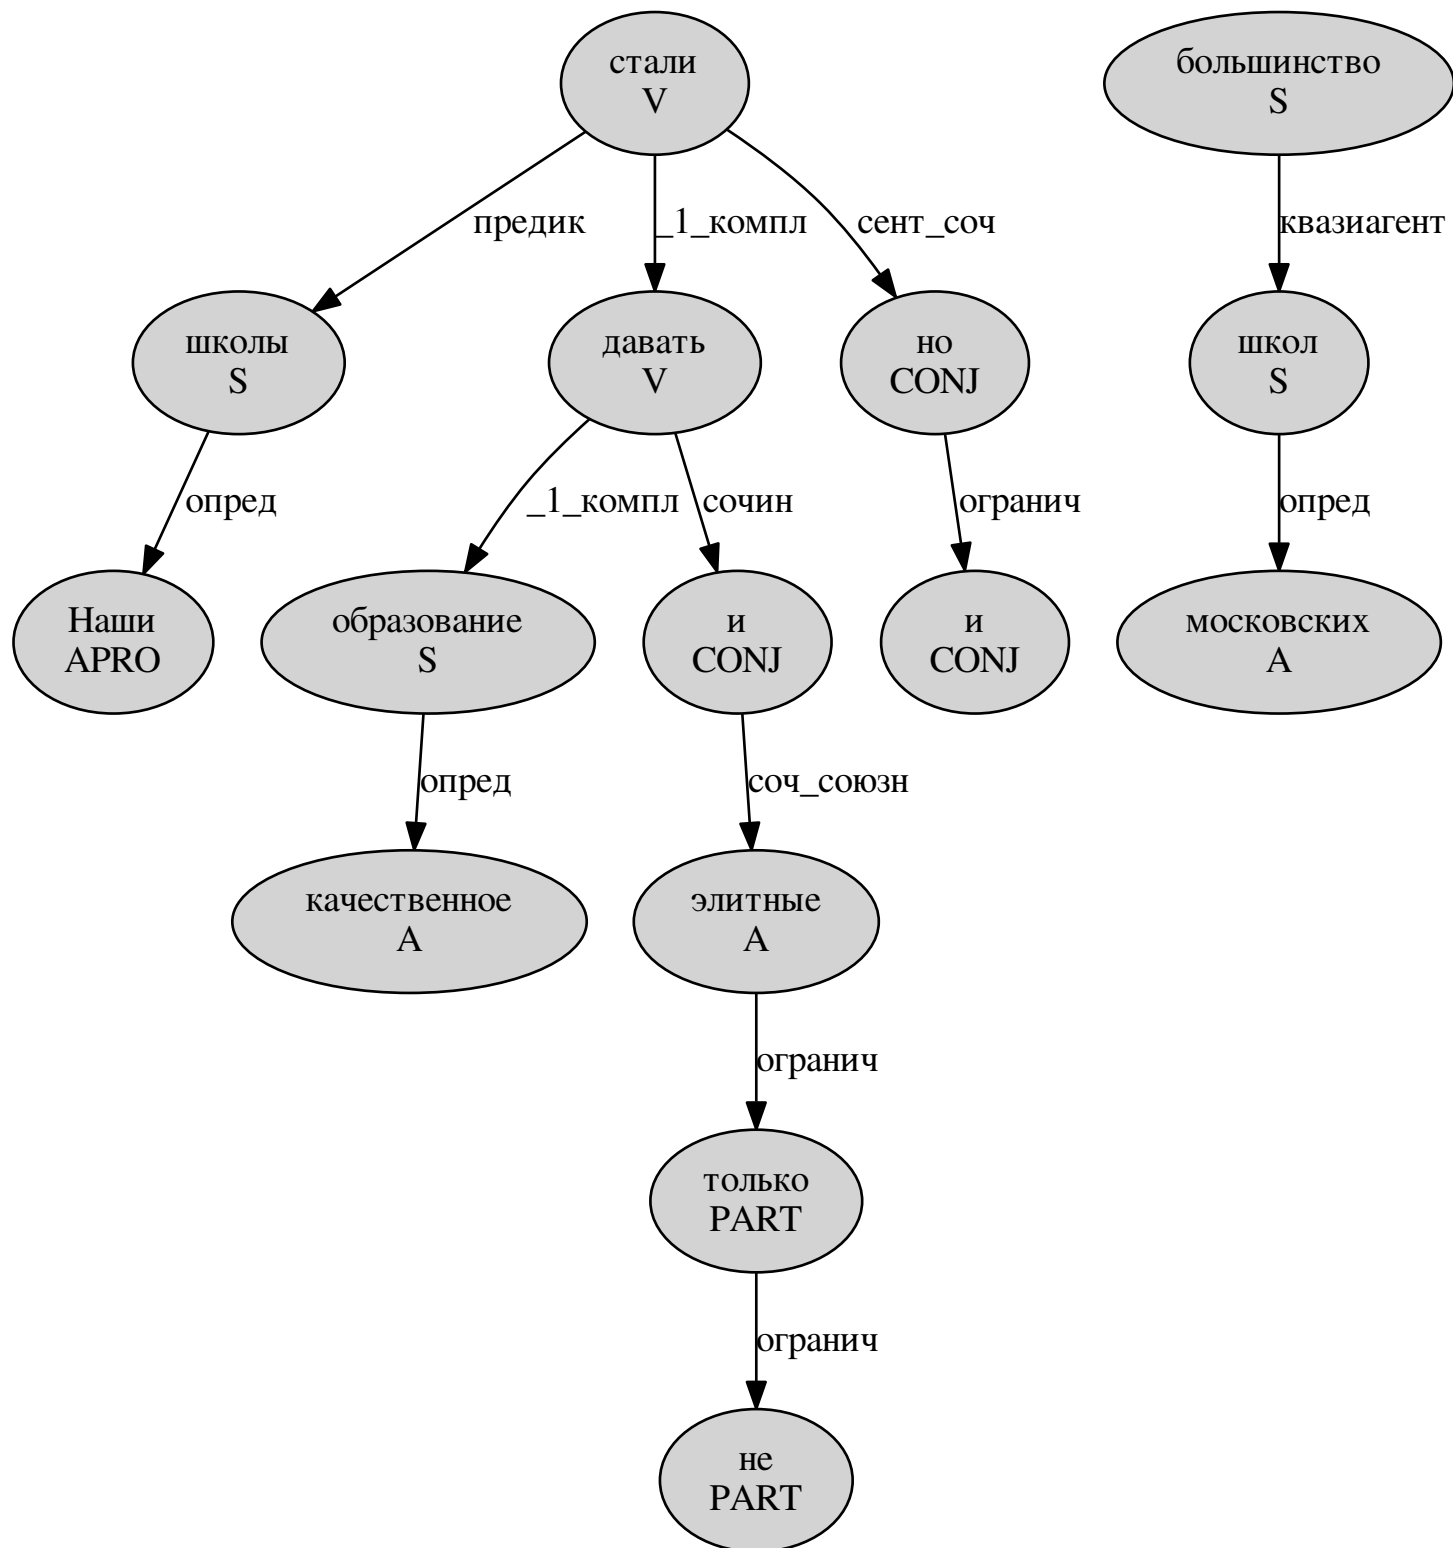 стали
V
большинство
S
предик
_1_компл
сент_соч
квазиагент
школы
S
давать
V
но
CONJ
школ
S
опред
_1_компл
сочин
огранич
опред
Наши
APRO
образование
S
и
CONJ
и
CONJ
московских
A
опред
соч_союзн
качественное
A
элитные
A
огранич
только
PART
огранич
не
PART